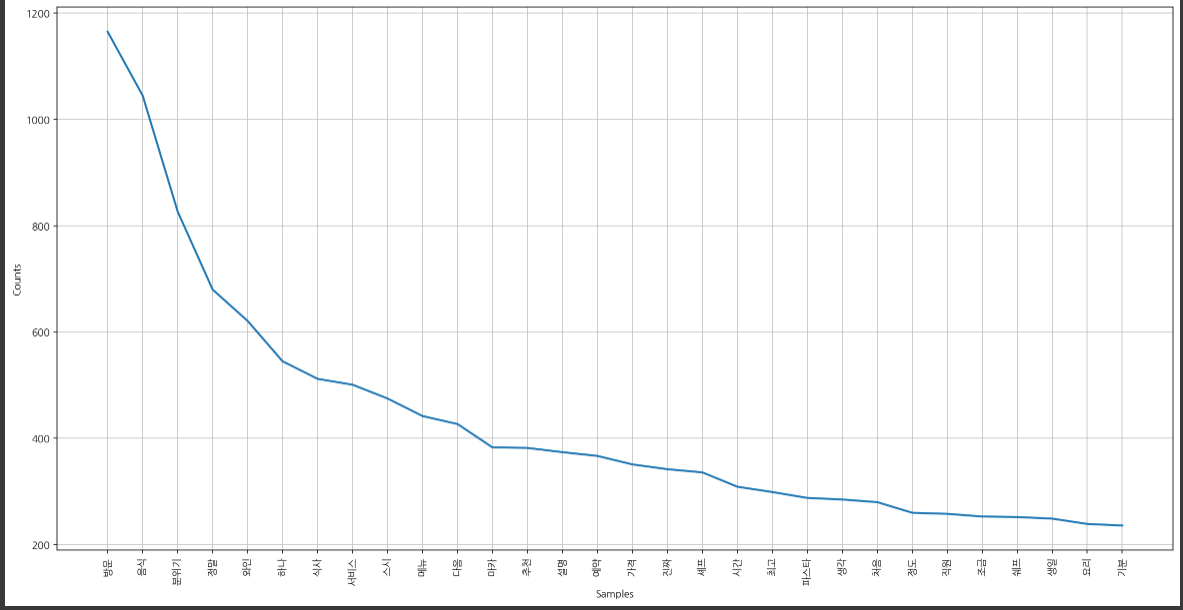 1200
1000
800
600
400
200
Counts
방문
음식
분위기
정말
와인
하나
식사
서비스
스시
메뉴
다음
마카
추천
설명
예약
가격
진짜
셰프
시간
최고
파스타
생각
처음
정도
직원
조금
쉐프
생일
요리
기분
Samples